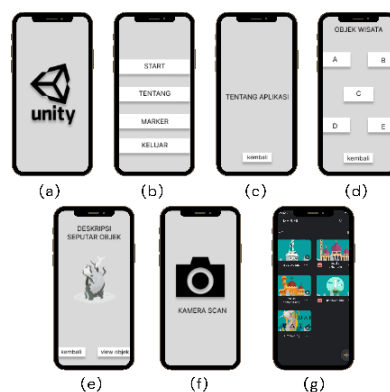 unity
START
TENTANG
MARKER
KELUAR
TENTANG APLIKASI
kembali
OBJEK WISATA
A
B
C
D
E
kembali
(a)
(b)
(c)
(d)
DESKRIPSI
SEPUTAR OBJEK
kembali
view objek
KAMERA SCAN
(e)
(f)
(g)